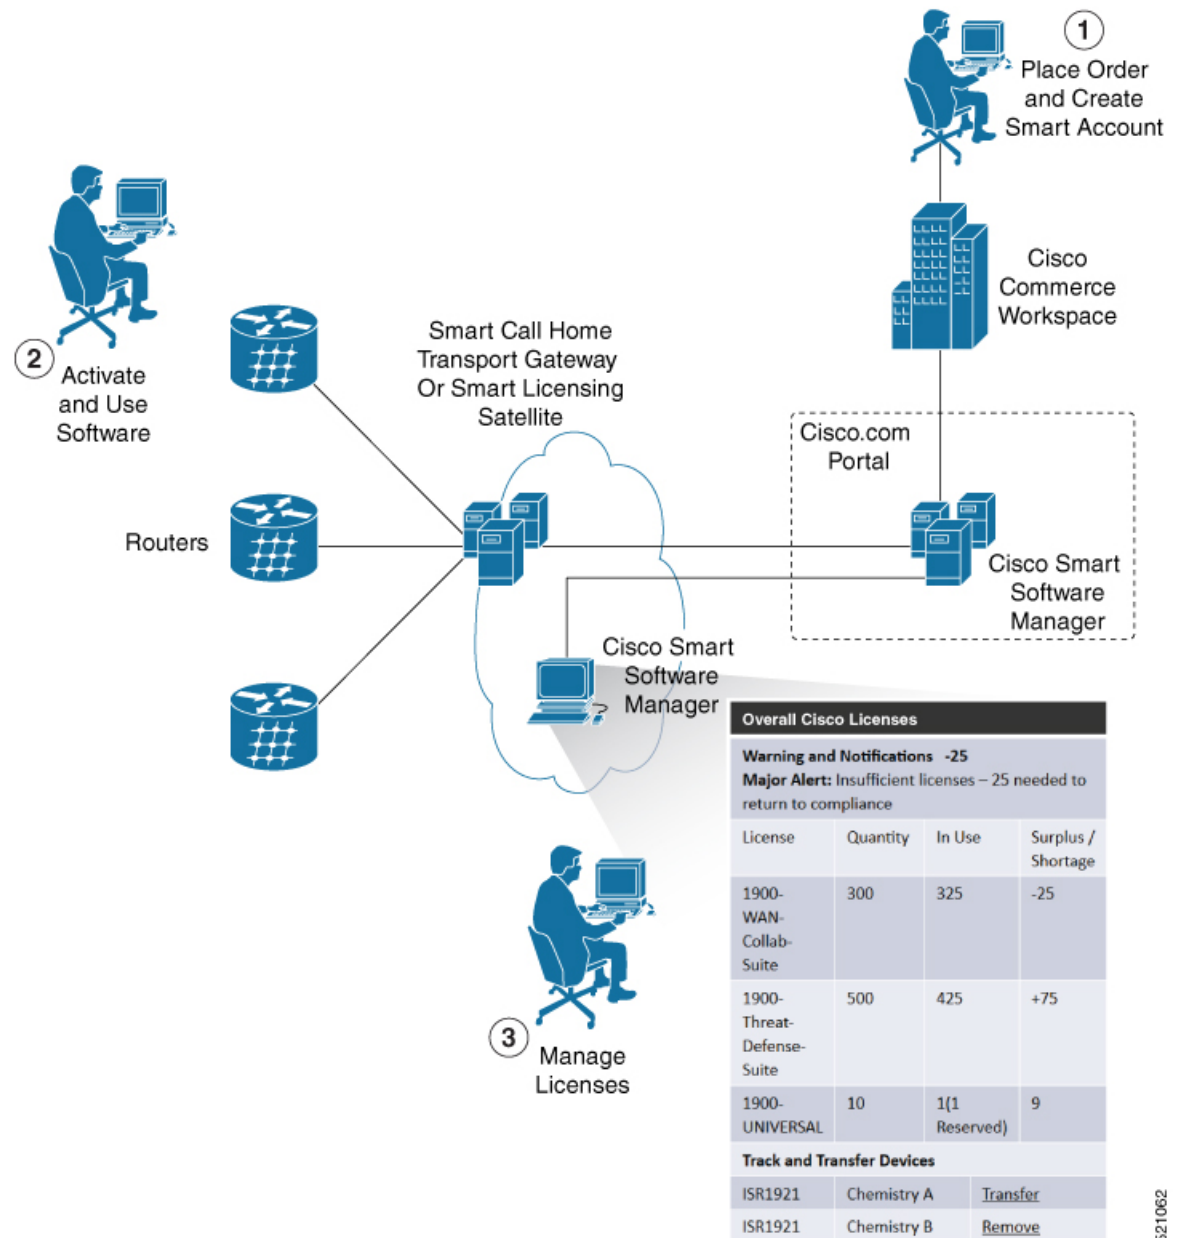 1
Place Order
and Create
Smart Account
Cisco
Commerce
Workspace
2
Activate
and Use
Software
Smart Call Home
Transport Gateway
Or Smart Licensing
Satellite
Cisco.com
Portal
Routers
Cisco Smart
Software
Manager
Cisco Smart
Software
Manager
3
Manage
Licenses
Overall Cisco Licenses
Warning and Notifications -25
Major Alert: Insufficient licenses – 25 needed to
return to compliance
License Quantity In Use Surplus /
Shortage
1900- 300 325 -25
WAN-
Collab-
Suite
1900- 500 425 +75
Threat-
Defense-
Suite
1900- 10 1(1 9
UNIVERSAL Reserved)
Track and Transfer Devices
ISR1921 Chemistry A Transfer
ISR1921 Chemistry B Remove
521062